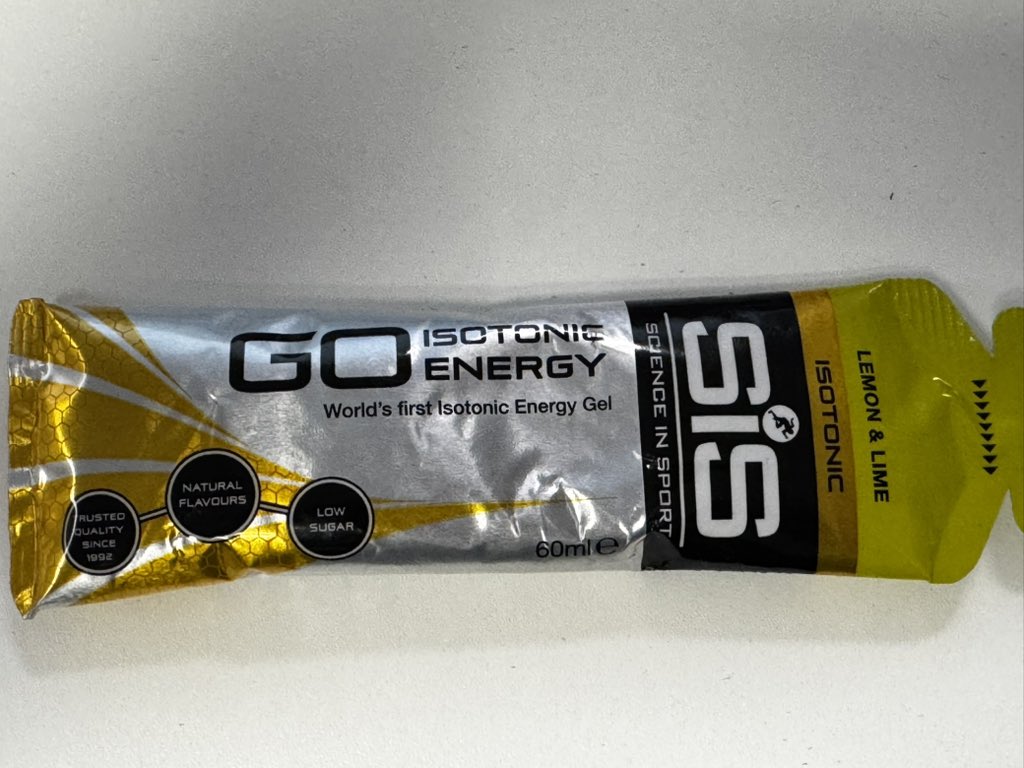 GO ISOTONIC
ENERGY
World's first Isotonic Energy Gel
NATURAL
FLAVOURS
LOW
SUGAR
TRUSTED
QUALITY
SINCE
1992
60ml e
SCIENCE IN SPORT
SiS
ISOTONIC
LEMON & LIME